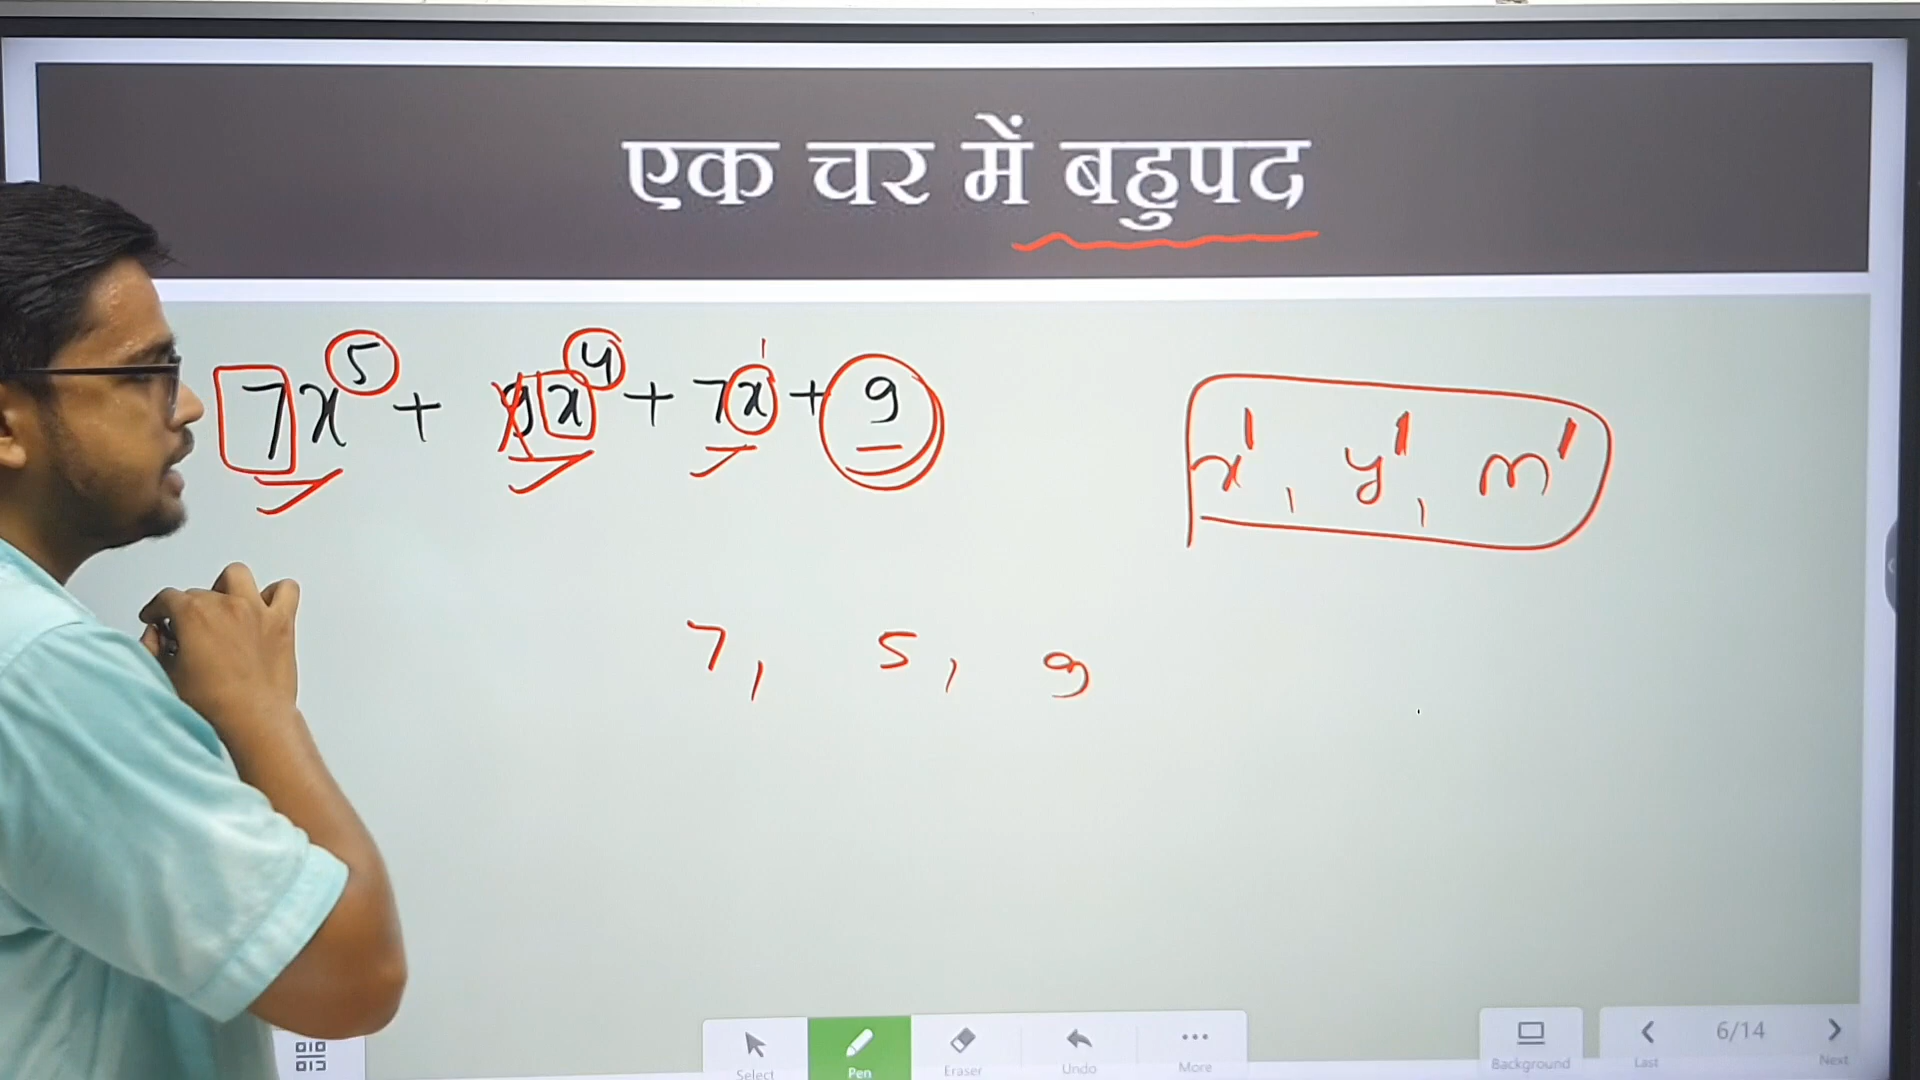 एक चर में बहुपद
7x⁵ + 9x⁴ + 7x¹ + 9
x¹, y¹, m¹
7, 5, 9
Select Pen Eraser Undo More Background Last 6/14 Next